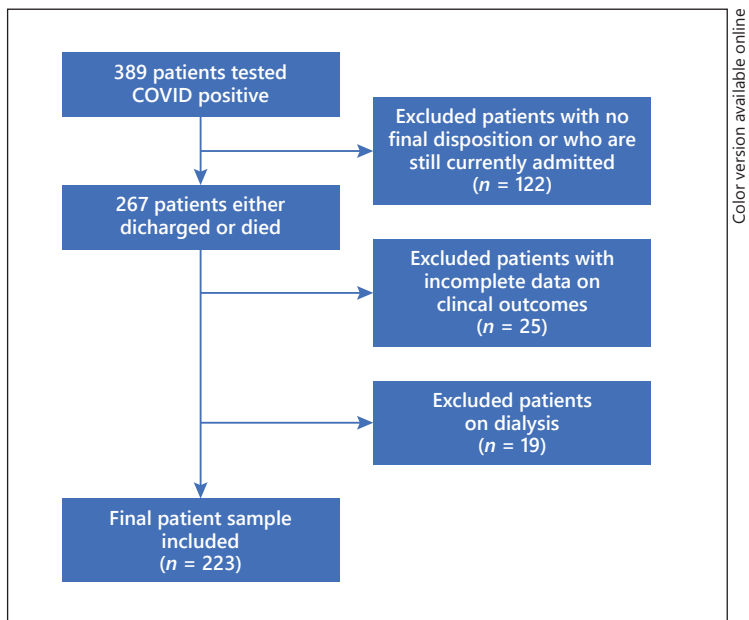 389 patients tested
COVID positive
Excluded patients with no
final disposition or who are
still currently admitted
(n = 122)
267 patients either
dicharged or died
Excluded patients with
incomplete data on
clincal outcomes
(n = 25)
Excluded patients
on dialysis
(n = 19)
Final patient sample
included
(n = 223)
Color version available online